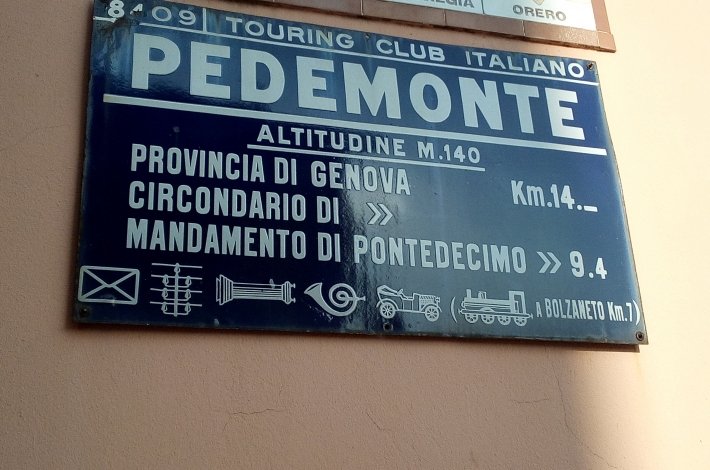 ORERO
8409 TOURING CLUB ITALIANO
PEDEMONTE
ALTITUDINE M.140
PROVINCIA DI GENOVA Km.14._
CIRCONDARIO DI »
MANDAMENTO DI PONTEDECIMO » 9.4
(, A BOLZANETO Km.7)